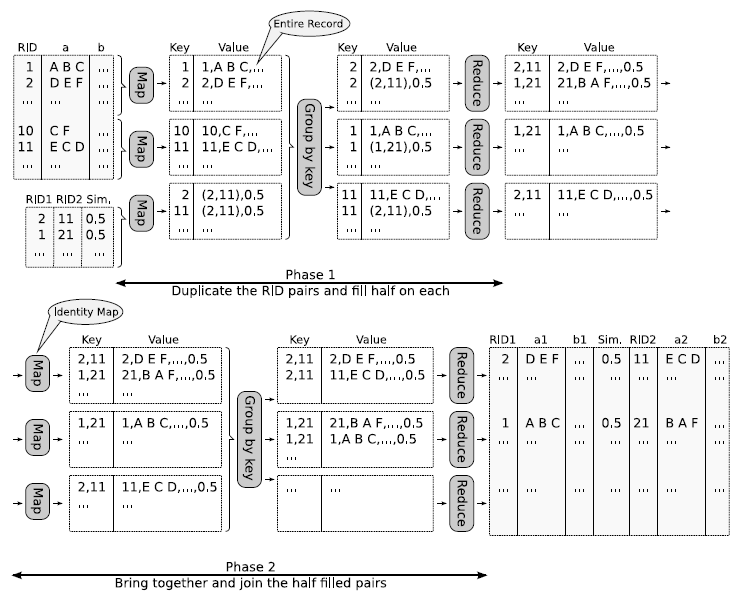 Entire Record
RID a b Key Value Key Value Key Value
1 A B C ... Map 1 1,A B C,... 2 2,D E F,... Reduce 2,11 2,D E F,...,0.5
2 D E F ... 2 2,D E F,... 2 (2,11),0.5 1,21 21,B A F,...,0.5
... ... ... ... ... ... ... ...
10 C F ... Map 10 10,C F,... Group by key 1 1,A B C,... Reduce 1,21 1,A B C,...,0.5
11 E C D ... 11 11,E C D,... 1 (1,21),0.5 ... ...
... ... ... ... ... ...
RID1 RID2 Sim. Map 2 (2,11),0.5 11 11,E C D,... Reduce 2,11 11,E C D,...,0.5
2 11 0.5 11 (2,11),0.5 11 (2,11),0.5 ... ...
1 21 0.5 ... ...
... ... ...
Phase 1
Duplicate the RID pairs and fill half on each
Identity Map
Key Value Key Value RID1 a1 b1 Sim. RID2 a2 b2
Map 2,11 2,D E F,...,0.5 2,11 2,D E F,...,0.5 Reduce 2 D E F ... 0.5 11 E C D ...
1,21 21,B A F,...,0.5 2,11 11,E C D,...,0.5 ... ... ... ... ... ...
... ...
Map 1,21 1,A B C,...,0.5 Group by key 1,21 21,B A F,...,0.5 Reduce 1 A B C ... 0.5 21 B A F ...
... ... 1,21 1,A B C,...,0.5 ... ... ... ... ... ...
...
Map 2,11 11,E C D,...,0.5 ... ... Reduce ... ... ... ... ... ... ...
... ...
Phase 2
Bring together and join the half filled pairs